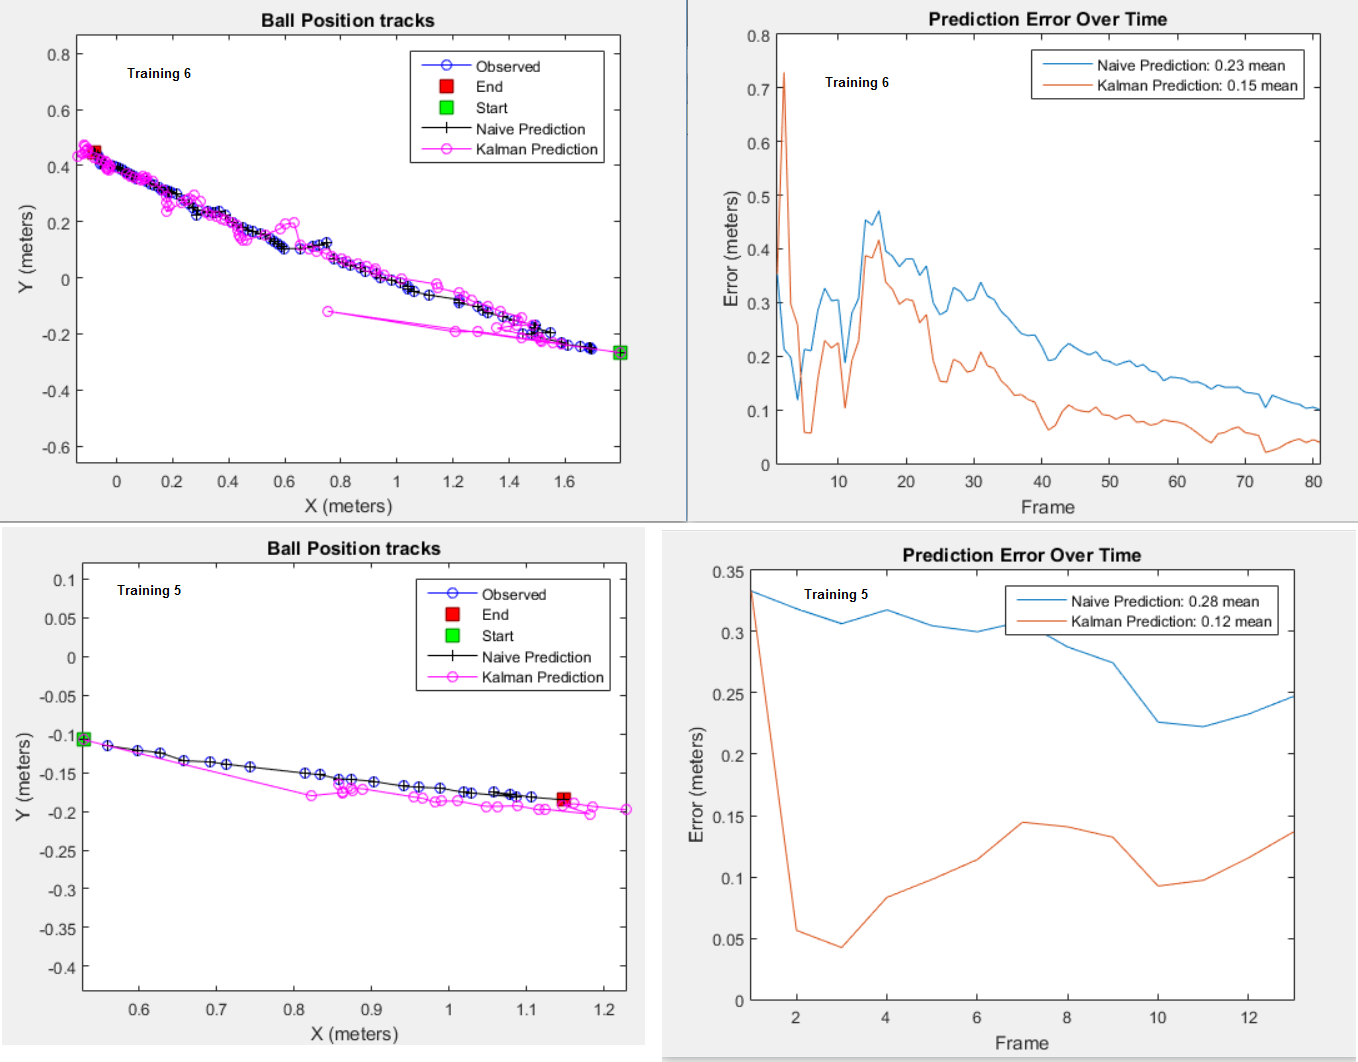 Ball Position tracks
Training 6
Observed
End
Start
Naive Prediction
Kalman Prediction
0.8
0.6
0.4
0.2
0
-0.2
-0.4
-0.6
Y (meters)
0
0.2
0.4
0.6
0.8
1
1.2
1.4
1.6
X (meters)
Prediction Error Over Time
Training 6
Naive Prediction: 0.23 mean
Kalman Prediction: 0.15 mean
0.8
0.7
0.6
0.5
0.4
0.3
0.2
0.1
0
Error (meters)
10
20
30
40
50
60
70
80
Frame
Ball Position tracks
Training 5
Observed
End
Start
Naive Prediction
Kalman Prediction
0.1
0.05
0
-0.05
-0.1
-0.15
-0.2
-0.25
-0.3
-0.35
-0.4
Y (meters)
0.6
0.7
0.8
0.9
1
1.1
1.2
X (meters)
Prediction Error Over Time
Training 5
Naive Prediction: 0.28 mean
Kalman Prediction: 0.12 mean
0.35
0.3
0.25
0.2
0.15
0.1
0.05
0
Error (meters)
2
4
6
8
10
12
Frame